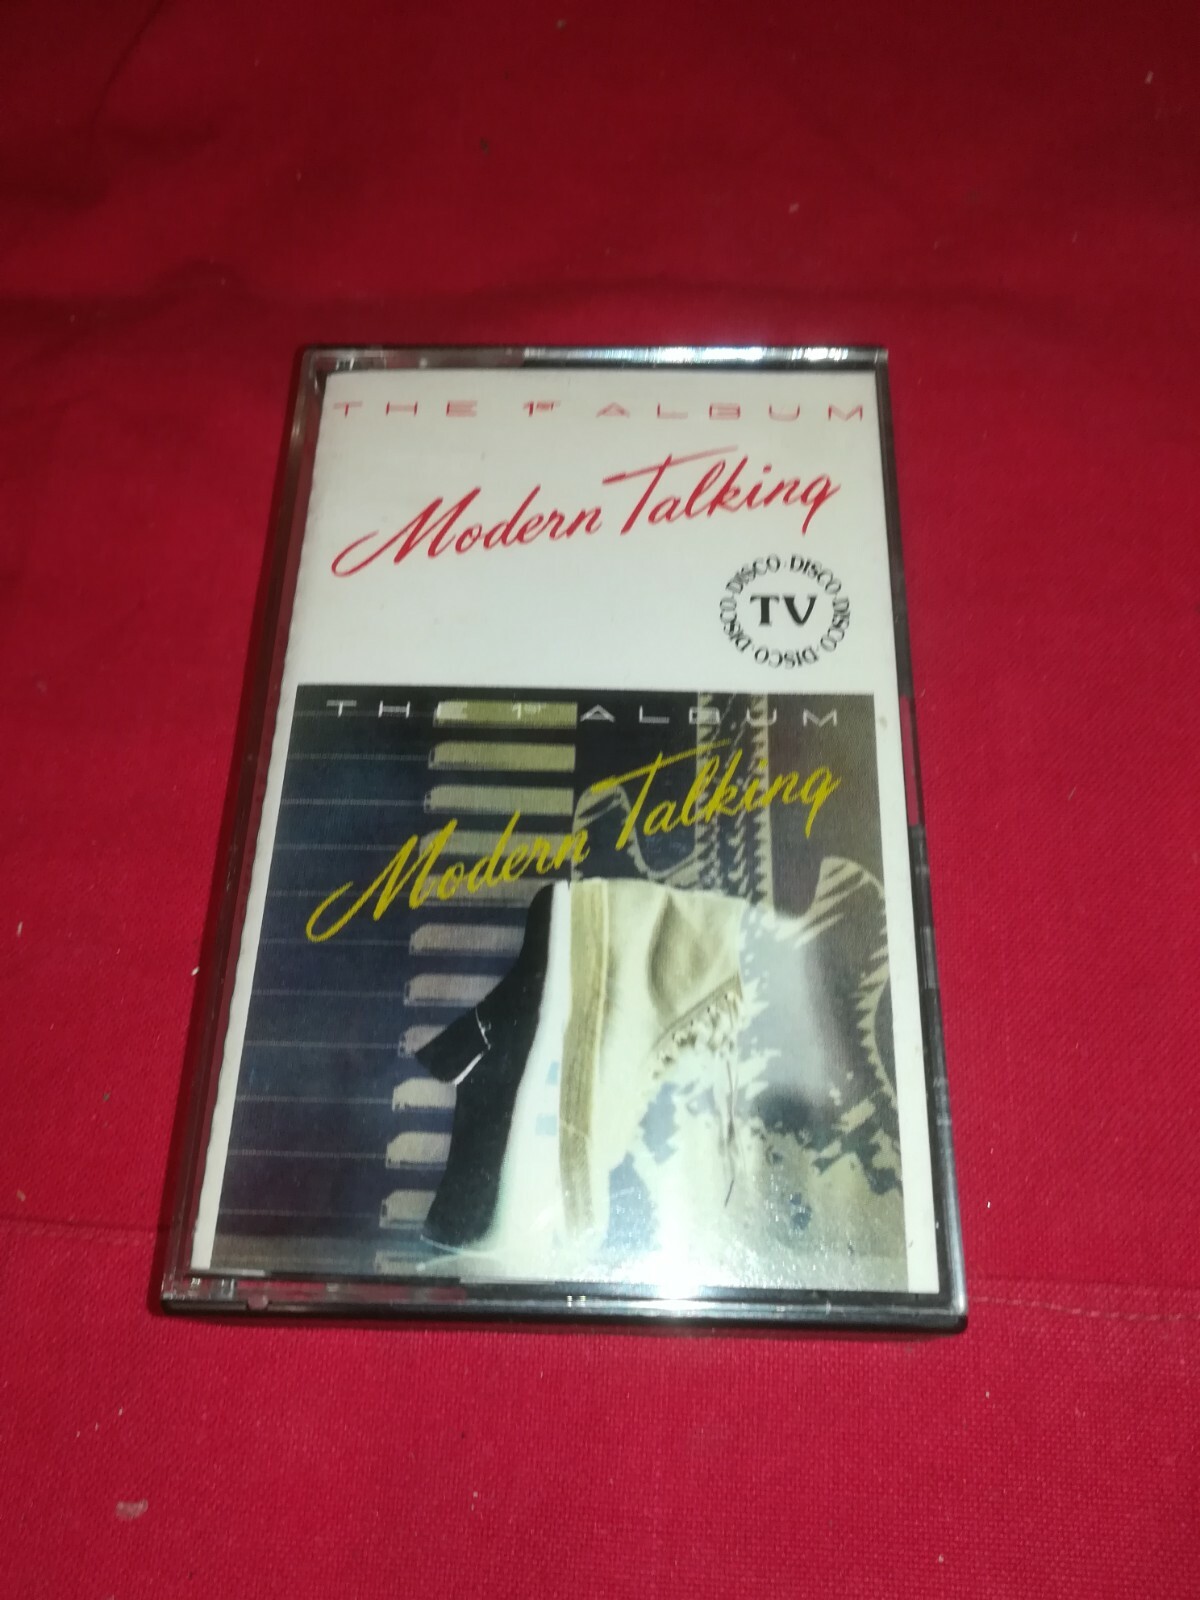 THE 1ST ALBUM
Modern Talking
DISCO · DISCO · DISCO · DISCO · DISCO ·
TV
THE 1ST ALBUM
Modern Talking